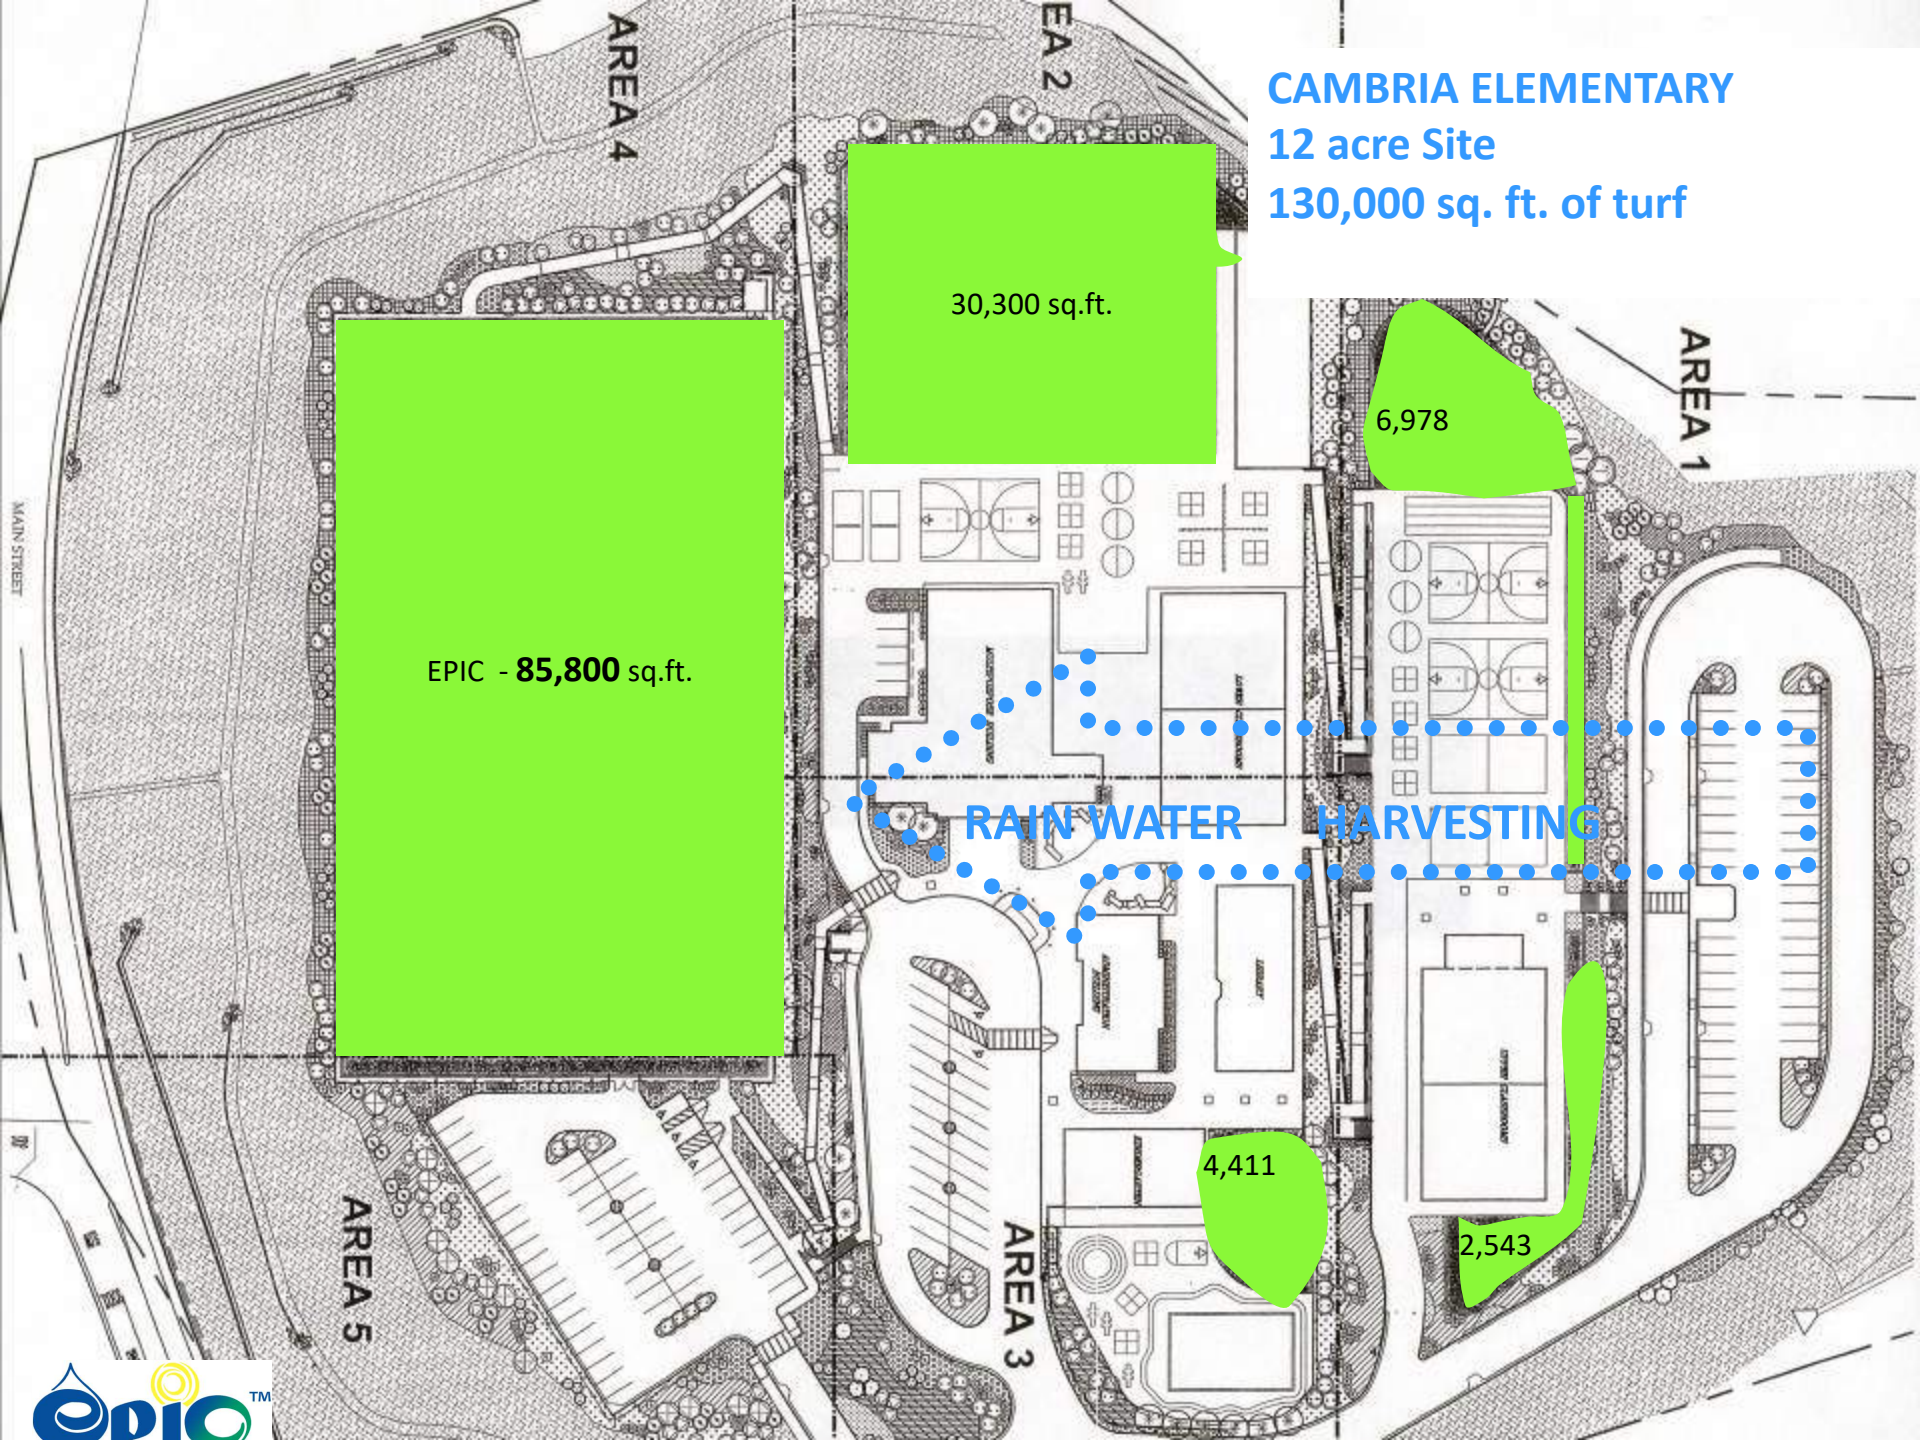 AREA 4
EA 2
CAMBRIA ELEMENTARY
12 acre Site
130,000 sq. ft. of turf
30,300 sq.ft.
AREA 1
6,978
MAIN STREET
EPIC - 85,800 sq.ft.
RAIN WATER HARVESTING
LIBRARY
4,411
2,543
AREA 5
AREA 3
epic TM